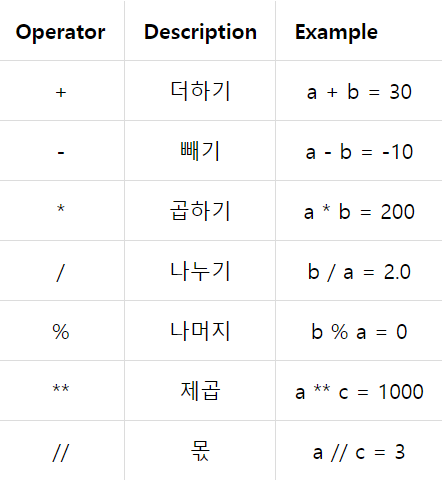 Operator Description Example
+ 더하기 a + b = 30
- 빼기 a - b = -10
* 곱하기 a * b = 200
/ 나누기 b / a = 2.0
% 나머지 b % a = 0
** 제곱 a ** c = 1000
// 몫 a // c = 3